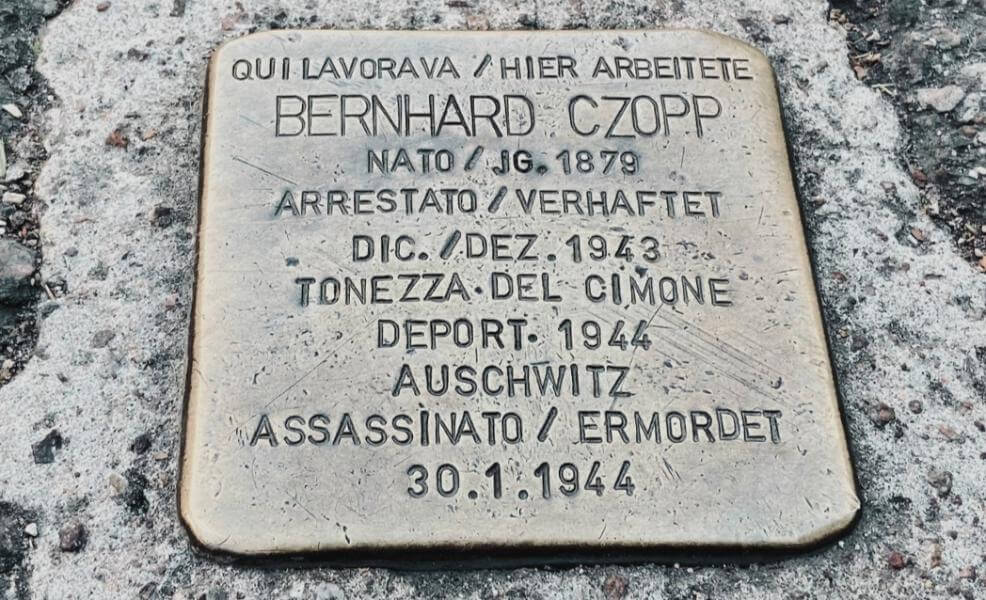 QUI LAVORAVA / HIER ARBEITETE
BERNHARD CZOPP
NATO / JG. 1879
ARRESTATO / VERHAFTET
DIC. / DEZ. 1943
TONEZZA DEL CIMONE
DEPORT. 1944
AUSCHWITZ
ASSASSINATO / ERMORDET
30.1.1944